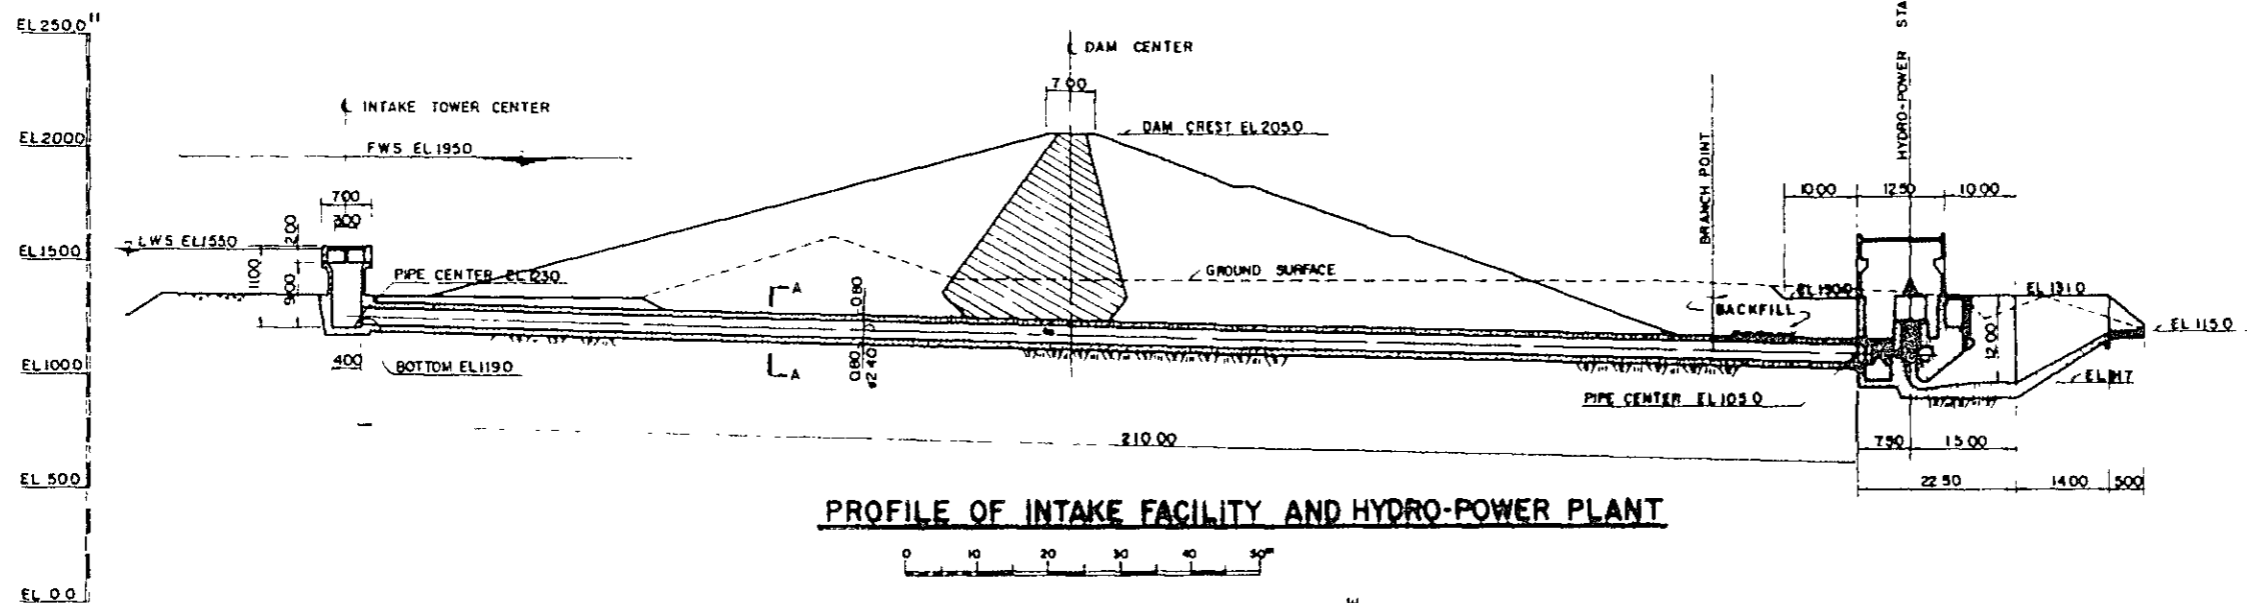 EL 250.0 m
DAM CENTER
HYDRO-POWER STA
7.00
INTAKE TOWER CENTER
DAM CREST EL 205.0
EL 200.0
FWS EL 195.0
BRANCH POINT
10.00 12.50 10.00
7.00
3.00
2.00
LWS EL 155.0
EL 150.0
11.00
9.00
PIPE CENTER EL 123.0
GROUND SURFACE
A
0.80
EL 130.0
EL 131.0
BACKFILL
EL 115.0
12.00
4.00
EL 100.0
BOTTOM EL 119.0
A
0.80
ø2.40
PIPE CENTER EL 105.0
210.00
7.50 15.00
EL 50.0
22.50 14.00 5.00
PROFILE OF INTAKE FACILITY AND HYDRO-POWER PLANT
0 10 20 30 40 50m
EL 0.0